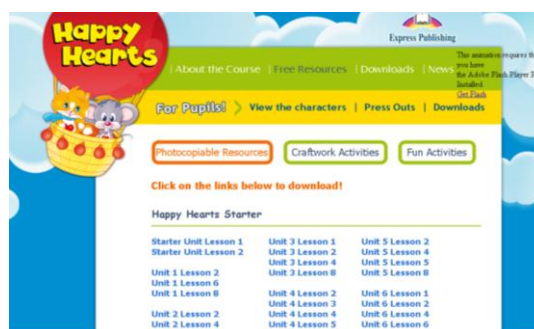 Happy
Hearts
Express Publishing
| About the Course | Free Resources | Downloads | News
This animation requires th
you have
the Adobe Flash Player P
Installed
Get Flash
For Pupils! > View the characters | Press Outs | Downloads
Photocopiable Resources Craftwork Activities Fun Activities
Click on the links below to download!
Happy Hearts Starter
Starter Unit Lesson 1 Unit 3 Lesson 1 Unit 5 Lesson 2
Starter Unit Lesson 2 Unit 3 Lesson 2 Unit 5 Lesson 4
Unit 3 Lesson 4 Unit 5 Lesson 5
Unit 1 Lesson 2 Unit 3 Lesson 8 Unit 5 Lesson 8
Unit 1 Lesson 6
Unit 1 Lesson 8 Unit 4 Lesson 2 Unit 6 Lesson 1
Unit 4 Lesson 3 Unit 6 Lesson 2
Unit 2 Lesson 2 Unit 4 Lesson 4 Unit 6 Lesson 4
Unit 2 Lesson 4 Unit 4 Lesson 5 Unit 6 Lesson 6